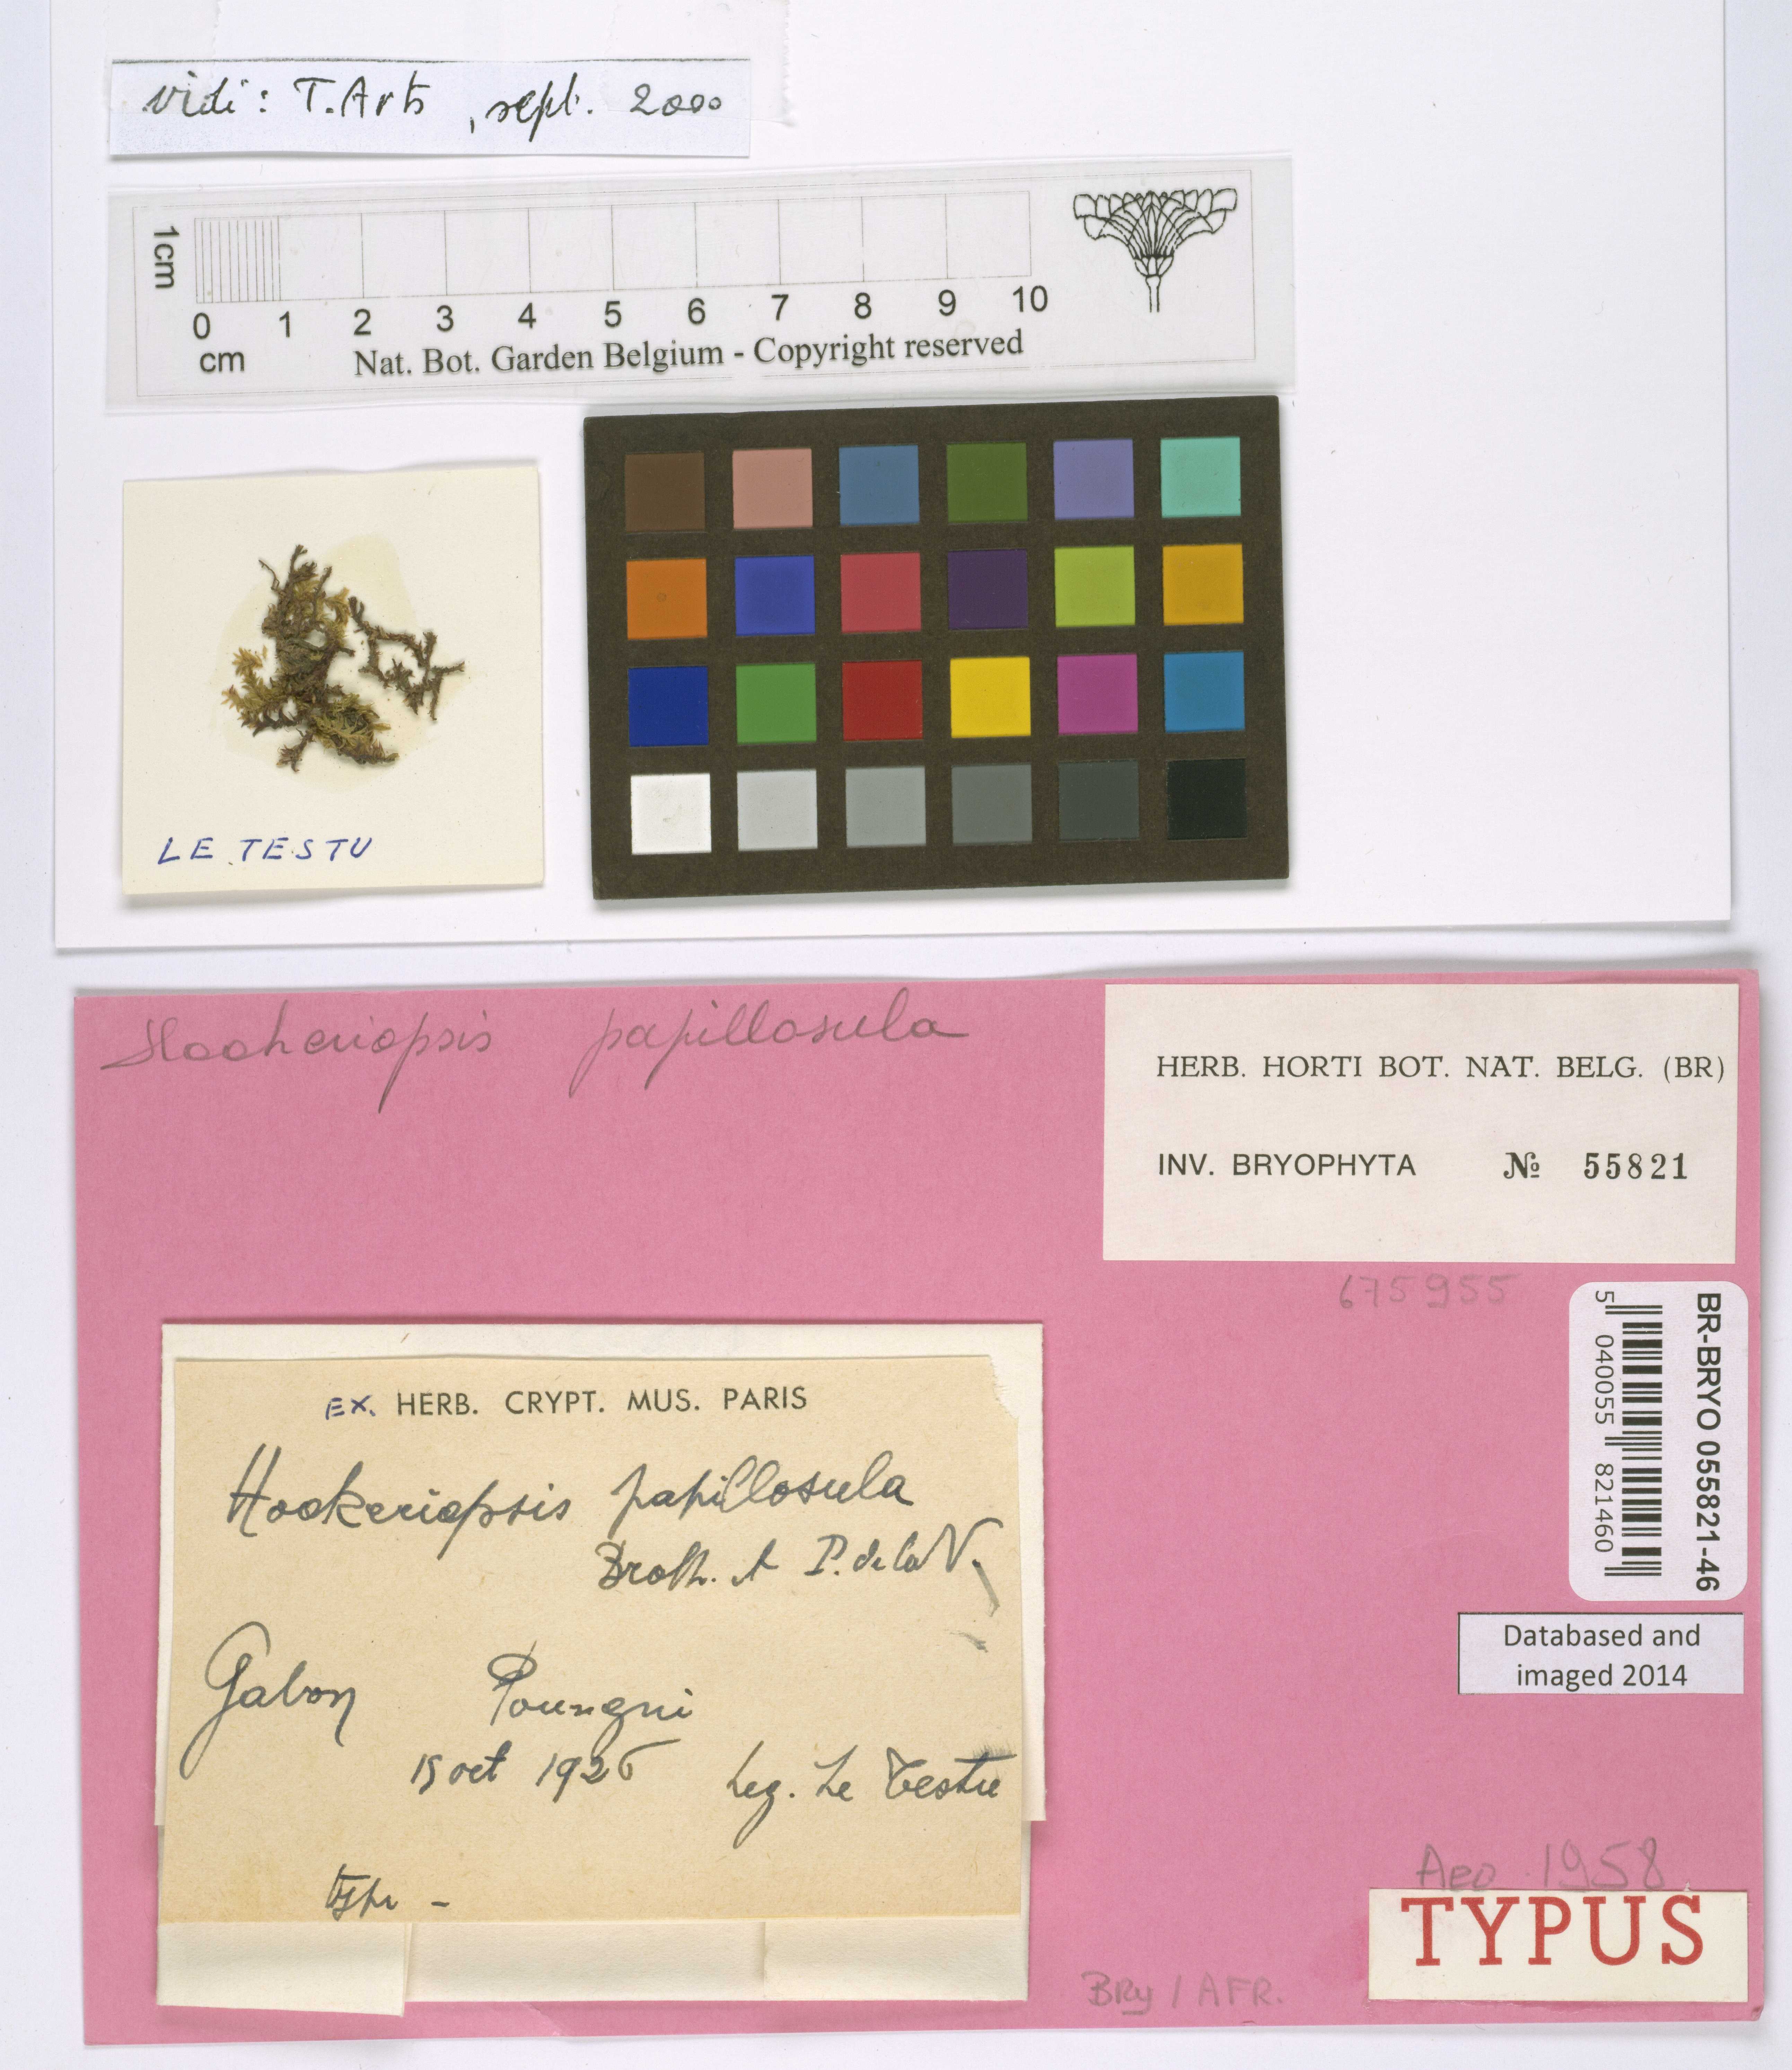 vidi : T. Arts , sept. 2000
1cm
0 1 2 3 4 5 6 7 8 9 10
cm
Nat. Bot. Garden Belgium - Copyright reserved
LE TESTU
Hookeriopsis papillosula
HERB. HORTI BOT. NAT. BELG. (BR)
INV. BRYOPHYTA № 55821
675955
BR-BRYO 055821-46
5 040055 821460
Databased and
imaged 2014
EX. HERB. CRYPT. MUS. PARIS
Hookeriopsis papillosula
Broth. et P. de la V.
Gabon Poungui
15 oct 1926 Leg. Le Testu
type -
1958
TYPUS
BRy / AFR.